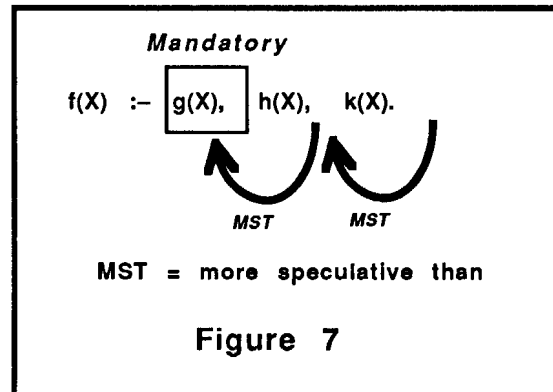 Mandatory
f(X) :- g(X), h(X), k(X).
MST MST
MST = more speculative than
Figure 7